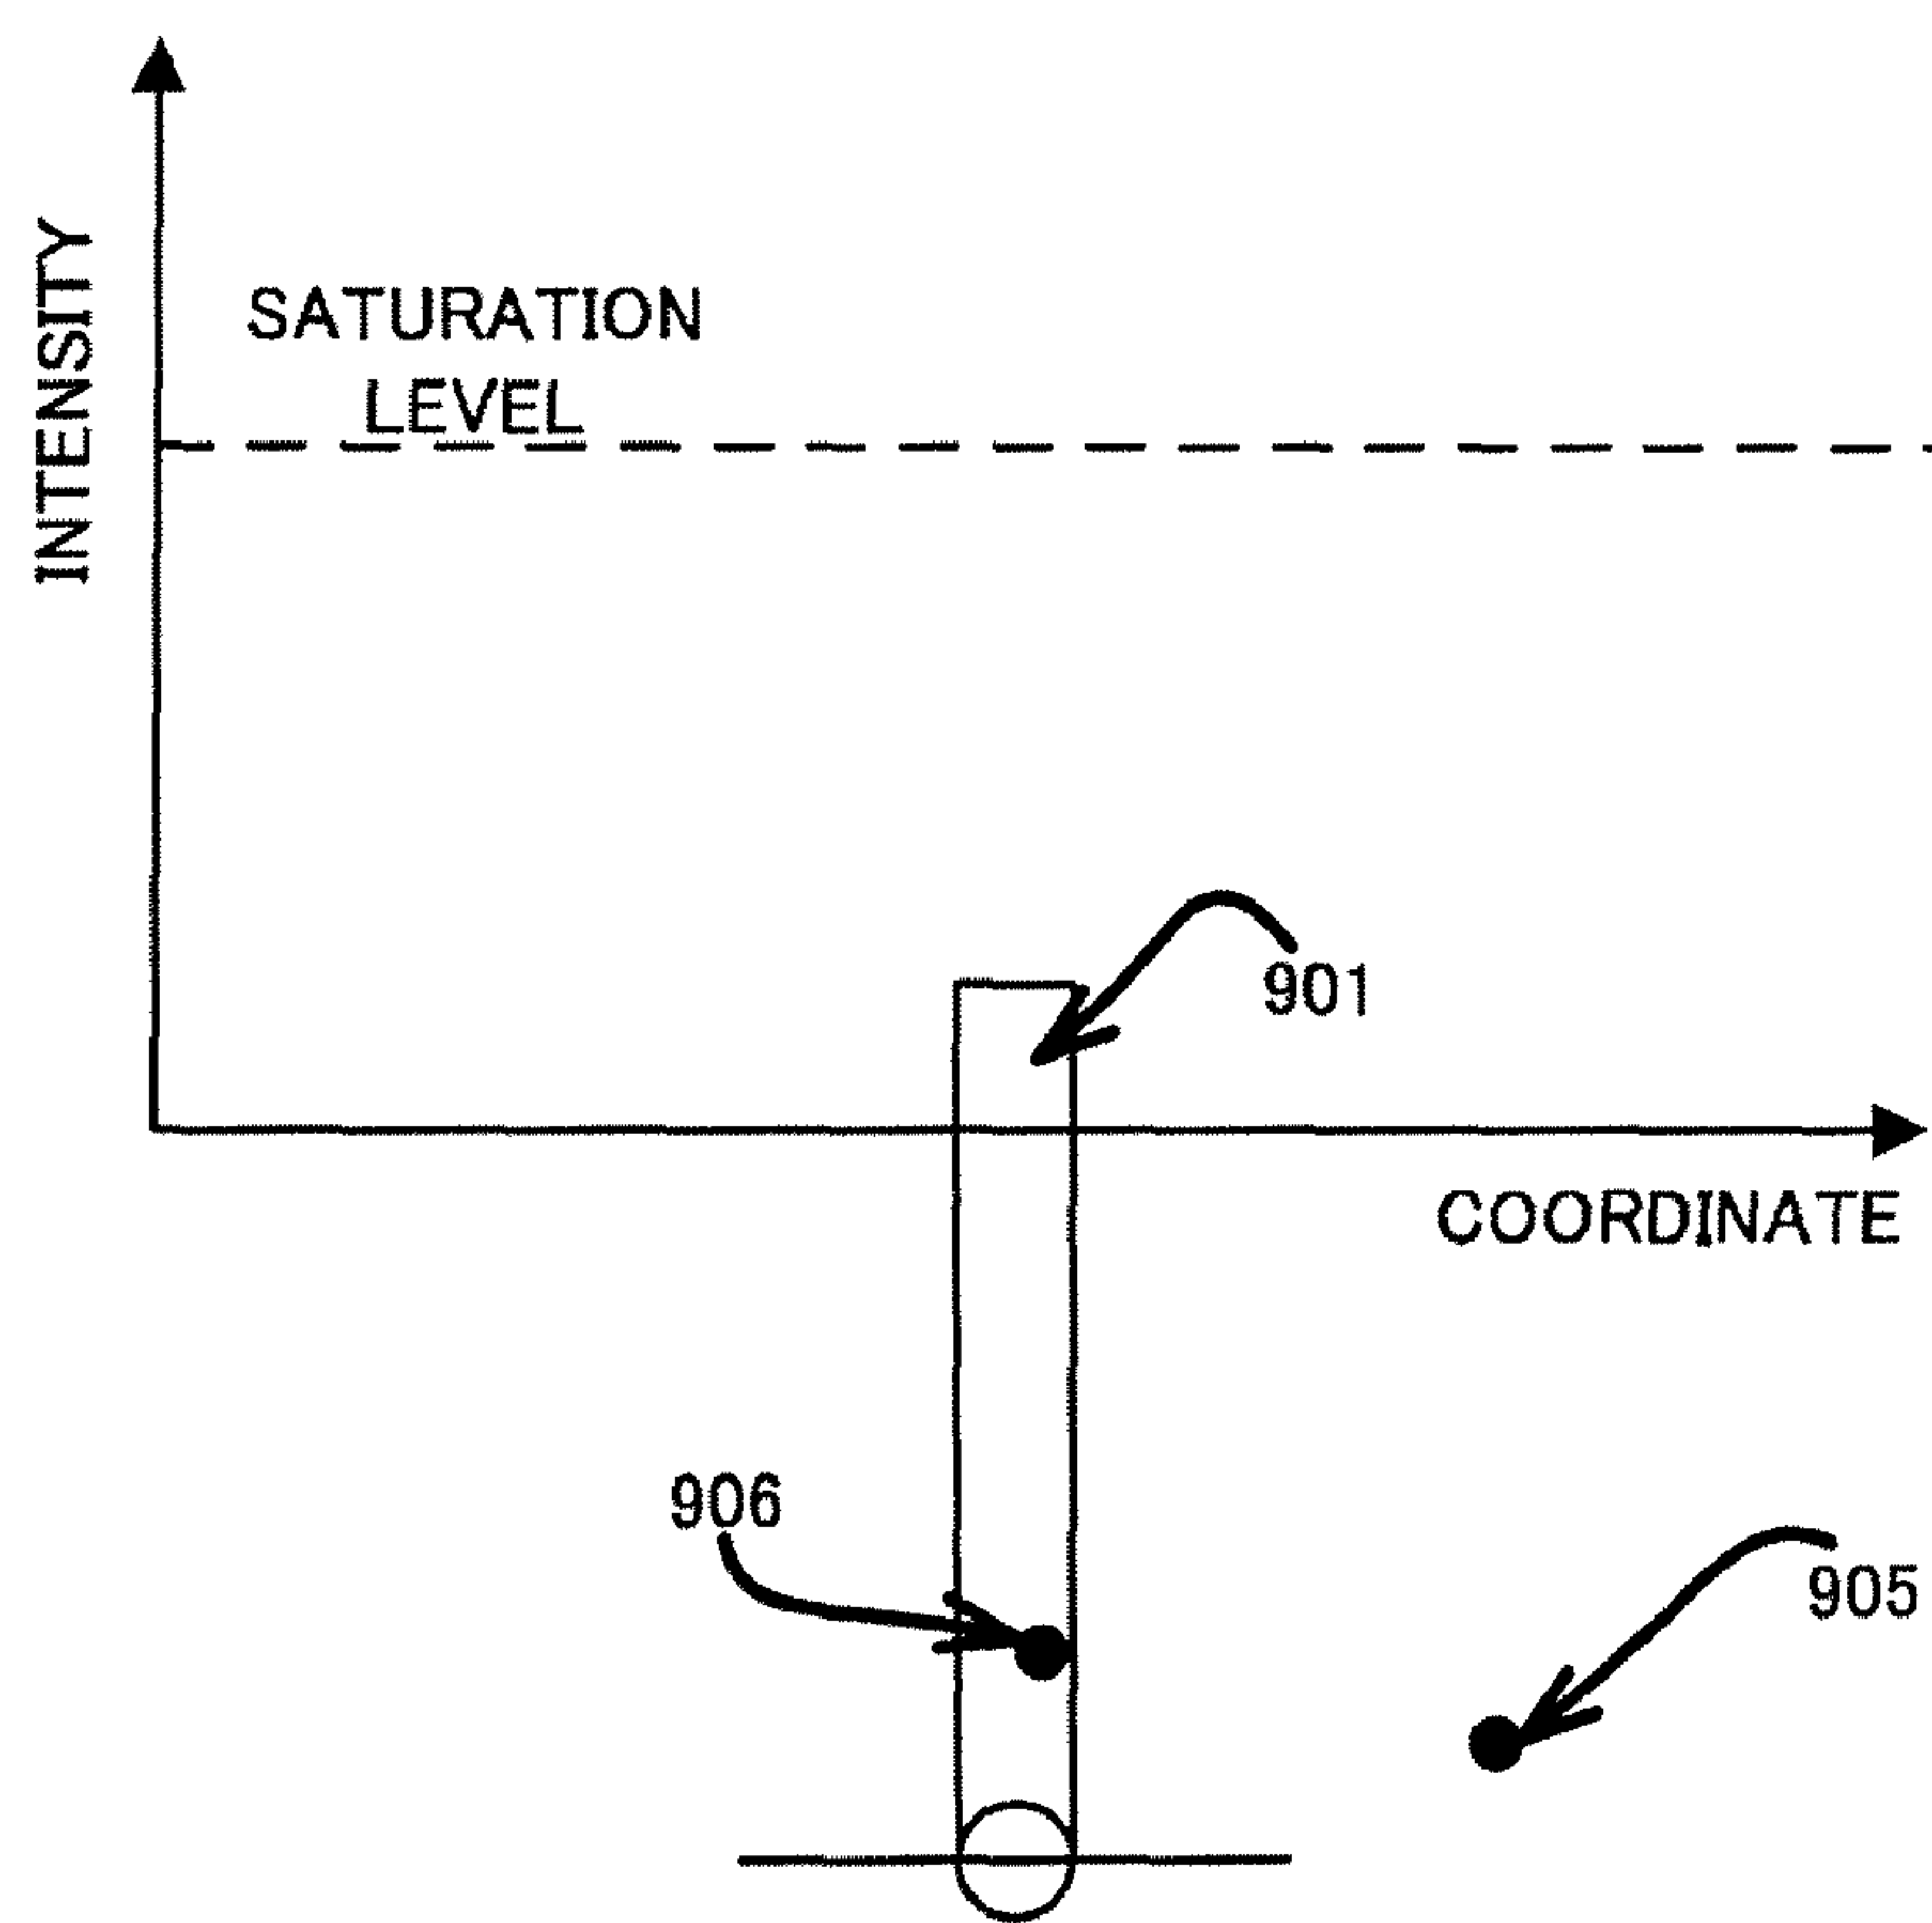 INTENSITY
SATURATION
LEVEL
901
COORDINATE
906
905